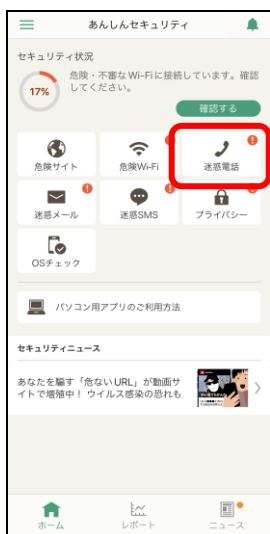 あんしんセキュリティ
セキュリティ状況
17%
危険・不審なWi-Fiに接続しています。確認
してください。
確認する
危険サイト
危険Wi-Fi
迷惑電話
迷惑メール
迷惑SMS
プライバシー
OSチェック
パソコン用アプリのご利用方法
セキュリティニュース
あなたを騙す「危ないURL」が動画サ
イトで増殖中！ ウイルス感染の恐れも
ホーム
レポート
ニュース